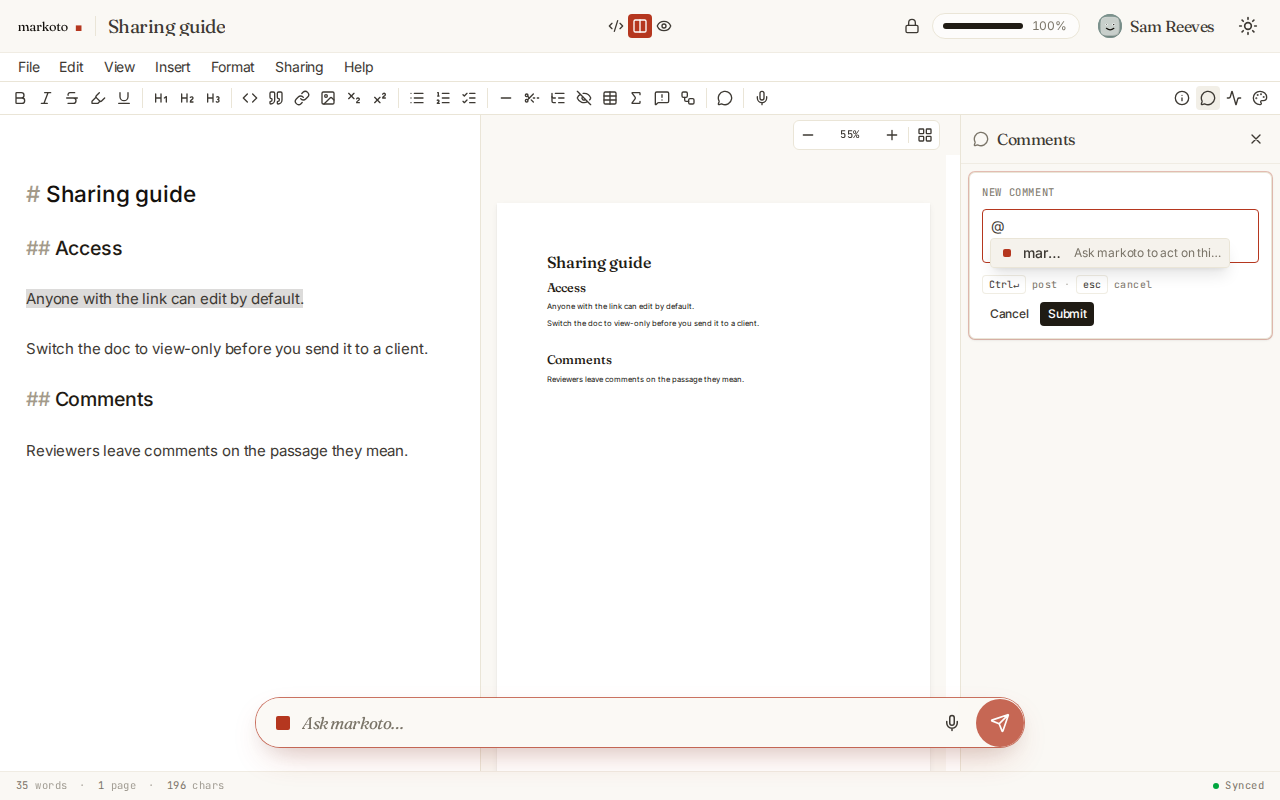 markoto
Sharing guide
100%
Sam Reeves
File Edit View Insert Format Sharing Help
H1 H2 H3
55%
Comments
# Sharing guide
## Access
Anyone with the link can edit by default.
Switch the doc to view-only before you send it to a client.
## Comments
Reviewers leave comments on the passage they mean.
Sharing guide
Access
Anyone with the link can edit by default.
Switch the doc to view-only before you send it to a client.
Comments
Reviewers leave comments on the passage they mean.
NEW COMMENT
@
mar... Ask markoto to act on thi...
Ctrl↵ post · esc cancel
Cancel Submit
Ask markoto...
35 words · 1 page · 196 chars
Synced